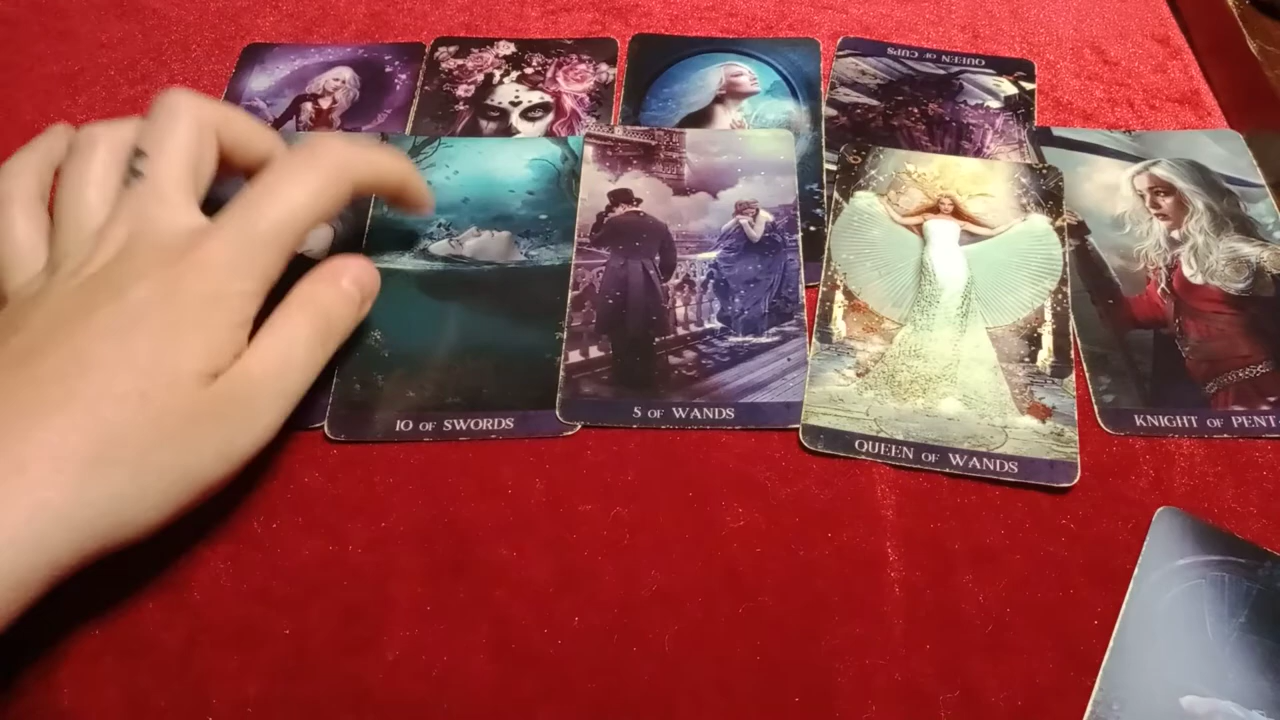 QUEEN OF CUPS
10 OF SWORDS
5 OF WANDS
QUEEN OF WANDS
KNIGHT OF PENT